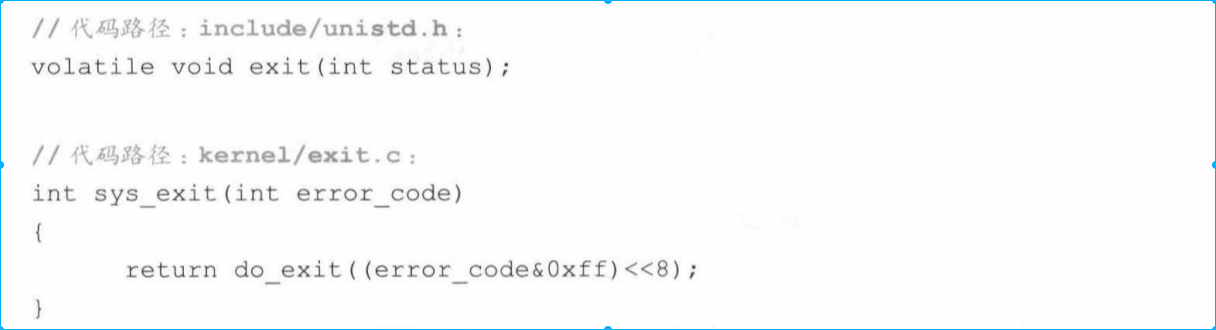 // 代码路径：include/unistd.h：
volatile void exit(int status);
// 代码路径：kernel/exit.c：
int sys_exit(int error_code)
{
return do_exit((error_code&0xff)<<8);
}